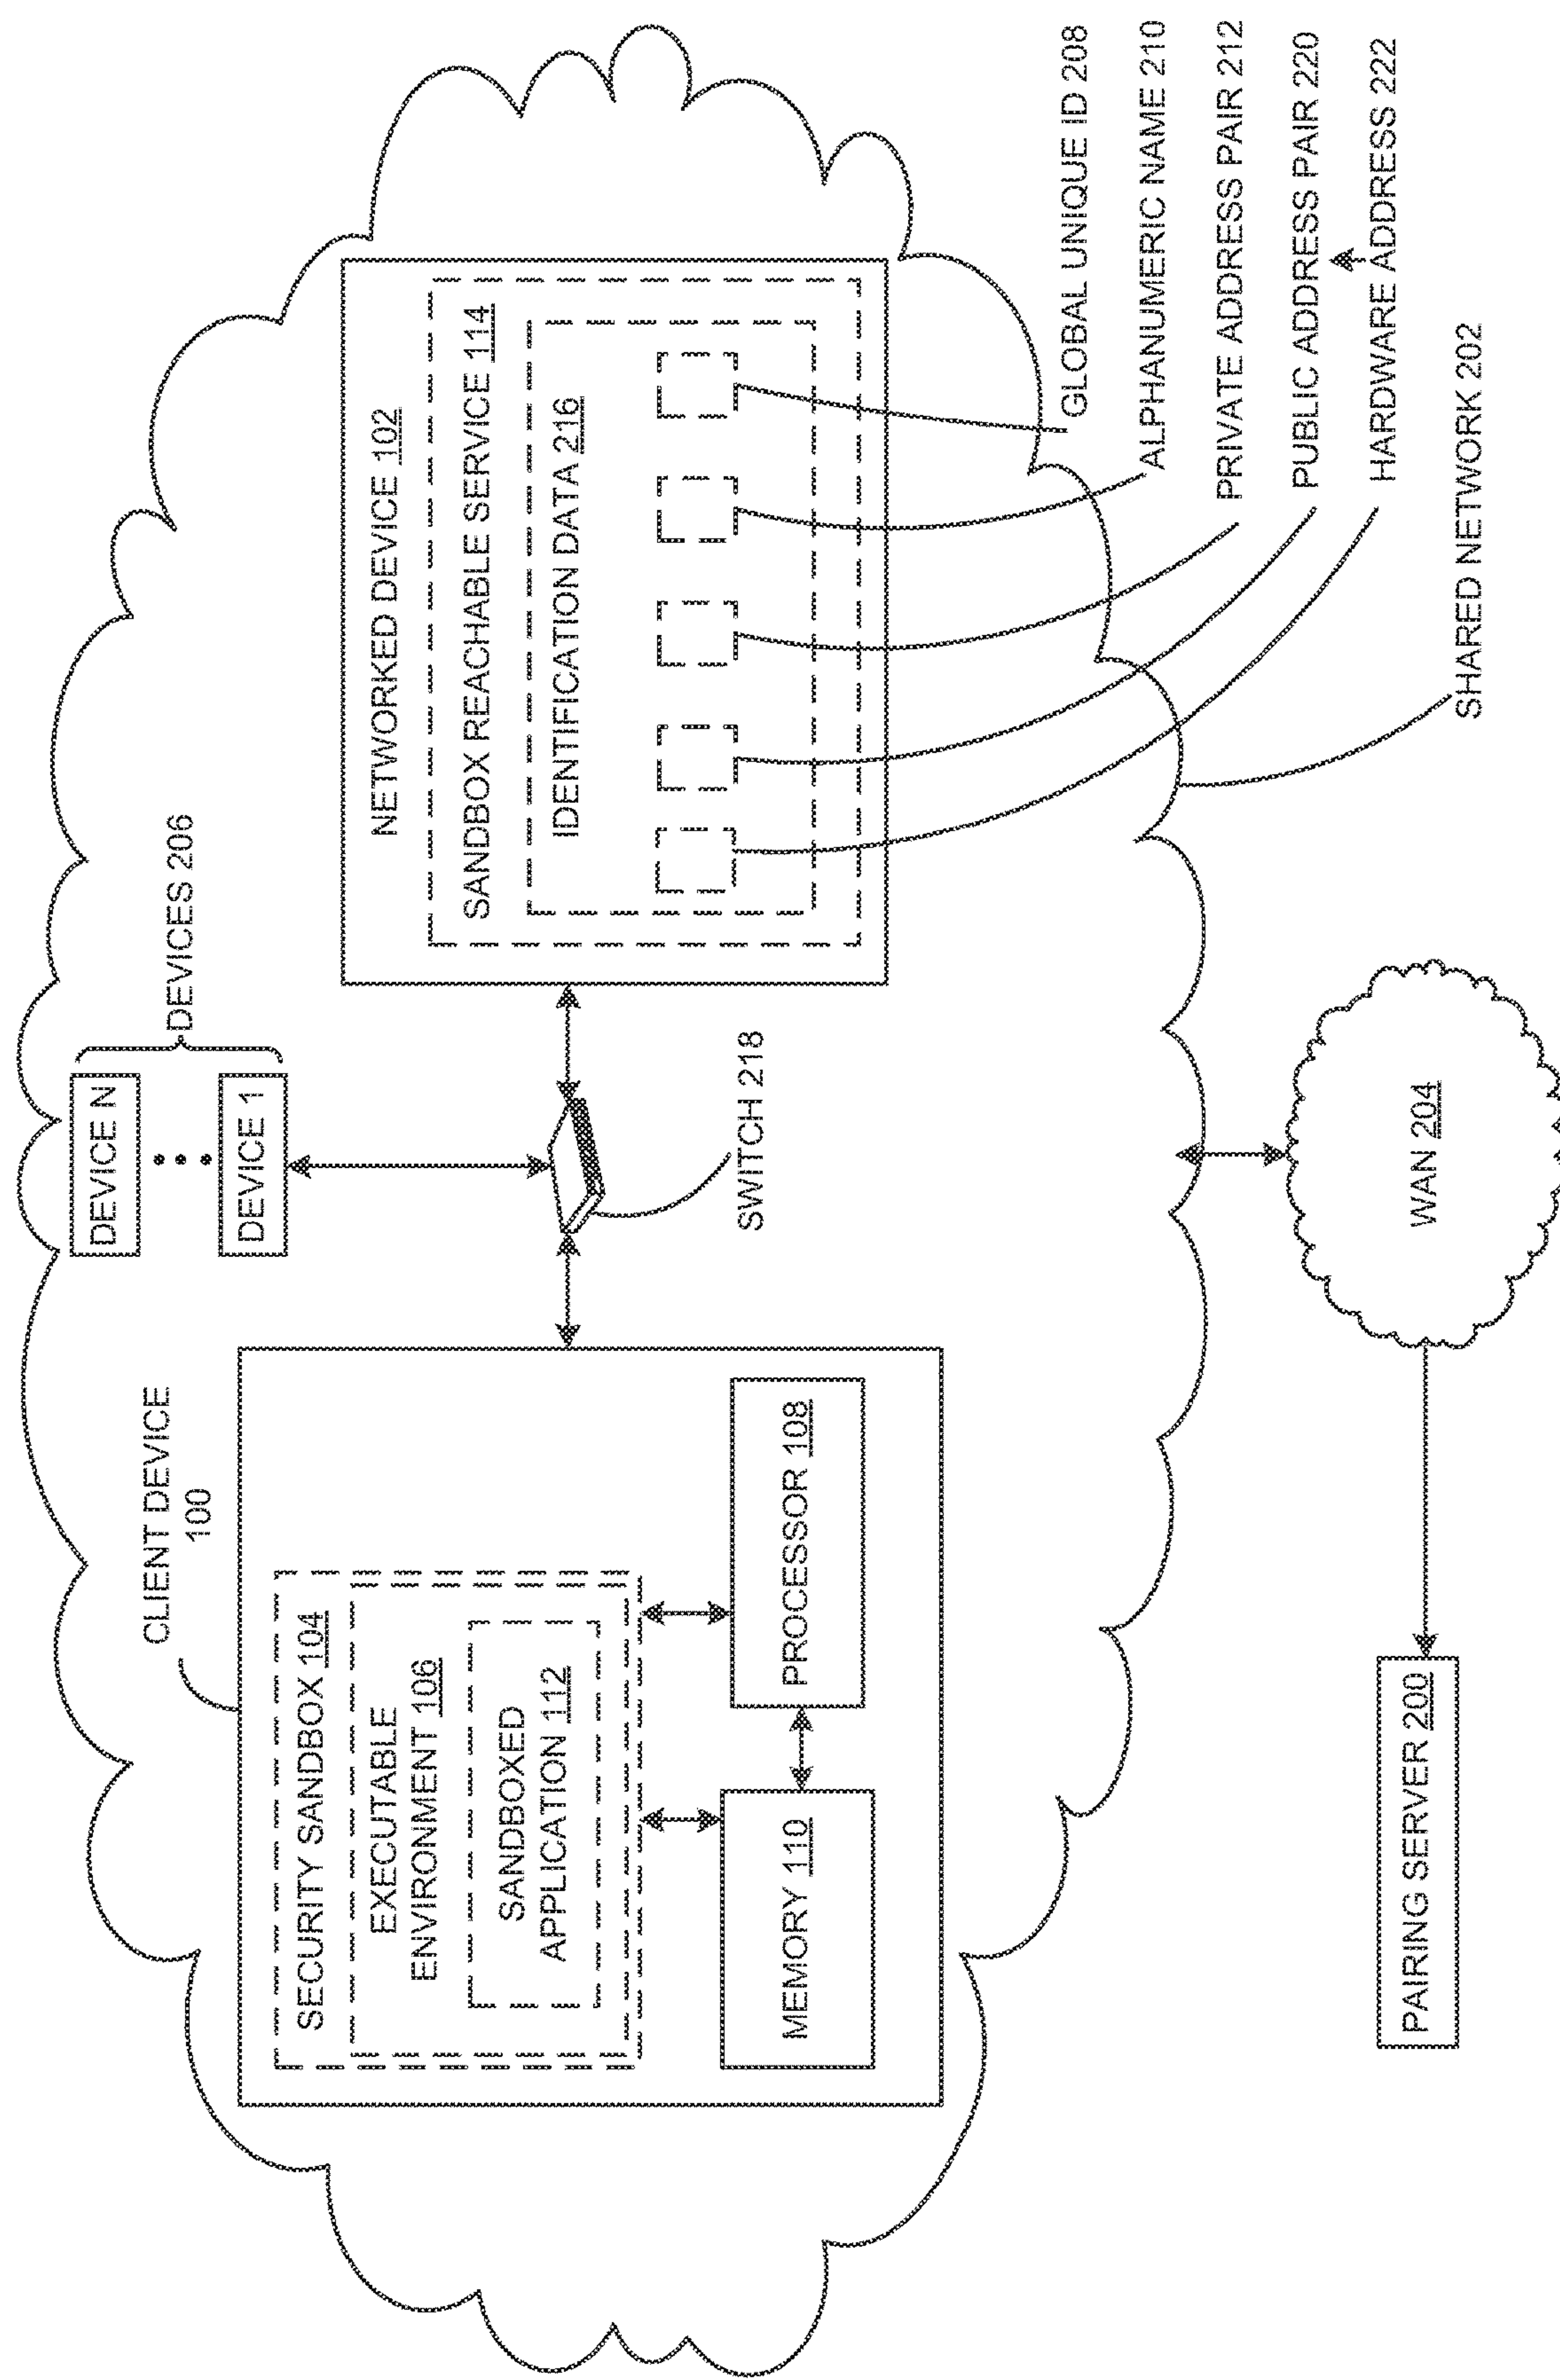 DEVICE N
DEVICE 1
DEVICES 206
CLIENT DEVICE
100
SECURITY SANDBOX 104
EXECUTABLE
ENVIRONMENT 106
SANDBOXED
APPLICATION 112
MEMORY 110
PROCESSOR 108
SWITCH 218
NETWORKED DEVICE 102
SANDBOX REACHABLE SERVICE 114
IDENTIFICATION DATA 216
GLOBAL UNIQUE ID 208
ALPHANUMERIC NAME 210
PRIVATE ADDRESS PAIR 212
PUBLIC ADDRESS PAIR 220
HARDWARE ADDRESS 222
SHARED NETWORK 202
PAIRING SERVER 200
WAN 204